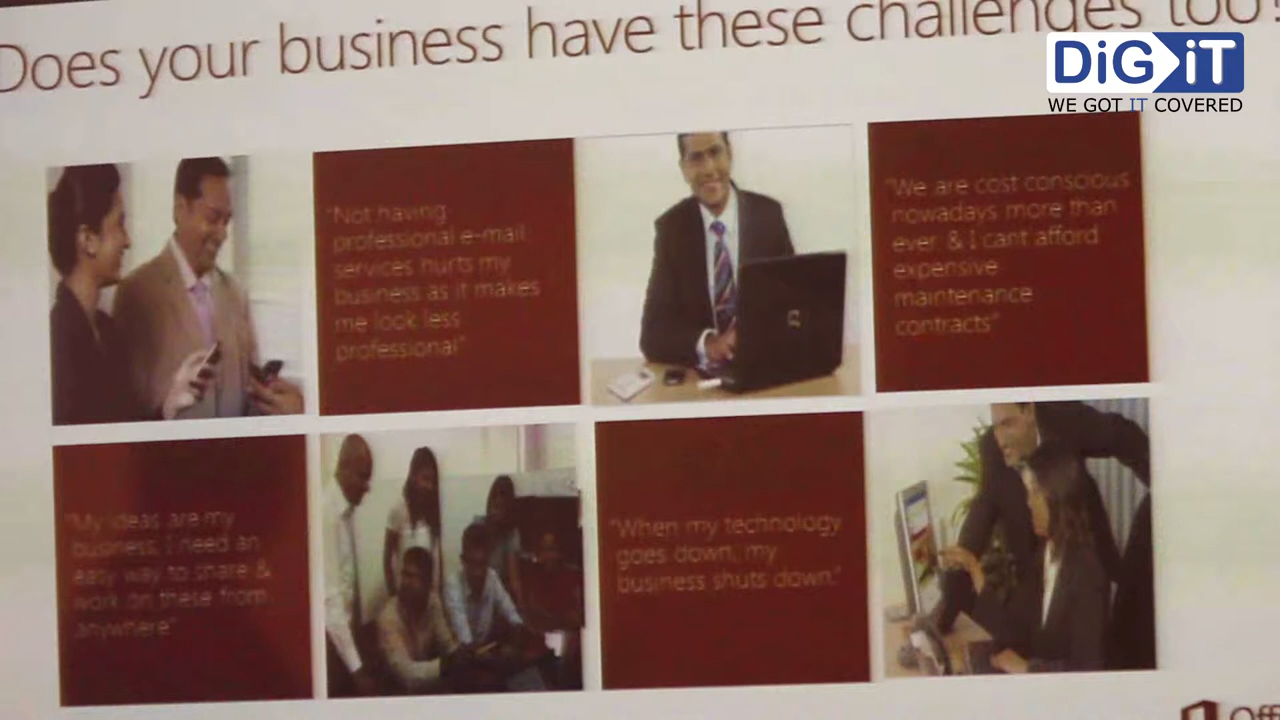 Does your business have these challenges too?
DiGiT
WE GOT IT COVERED
"Not having
professional e-mail
services hurts my
business as it makes
me look less
professional"
"We are cost conscious
nowadays more than
ever & I cant afford
expensive
maintenance
contracts"
"My ideas are my
business, I need an
easy way to share &
work on these from
anywhere"
"When my technology
goes down, my
business shuts down."
Off